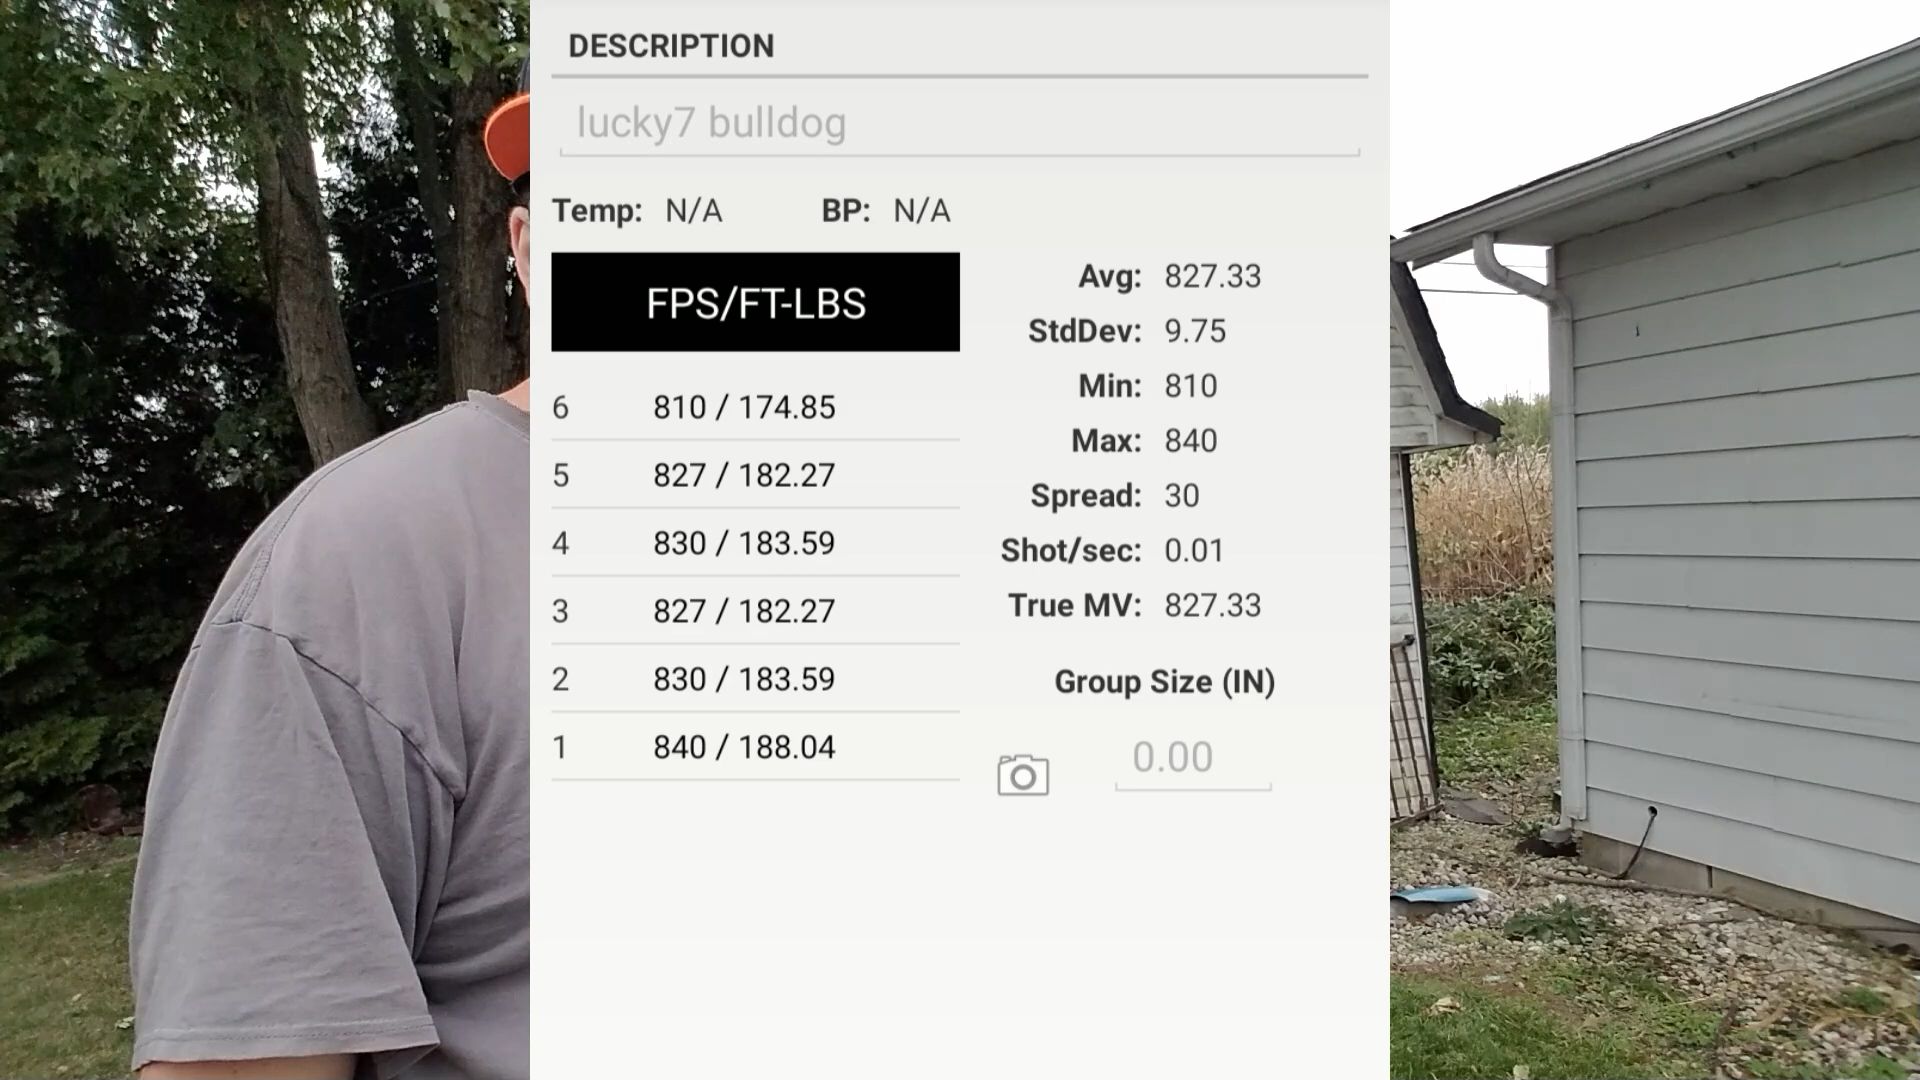 DESCRIPTION
lucky7 bulldog
Temp: N/A BP: N/A
FPS/FT-LBS
6 810 / 174.85
5 827 / 182.27
4 830 / 183.59
3 827 / 182.27
2 830 / 183.59
1 840 / 188.04
Avg: 827.33
StdDev: 9.75
Min: 810
Max: 840
Spread: 30
Shot/sec: 0.01
True MV: 827.33
Group Size (IN)
0.00